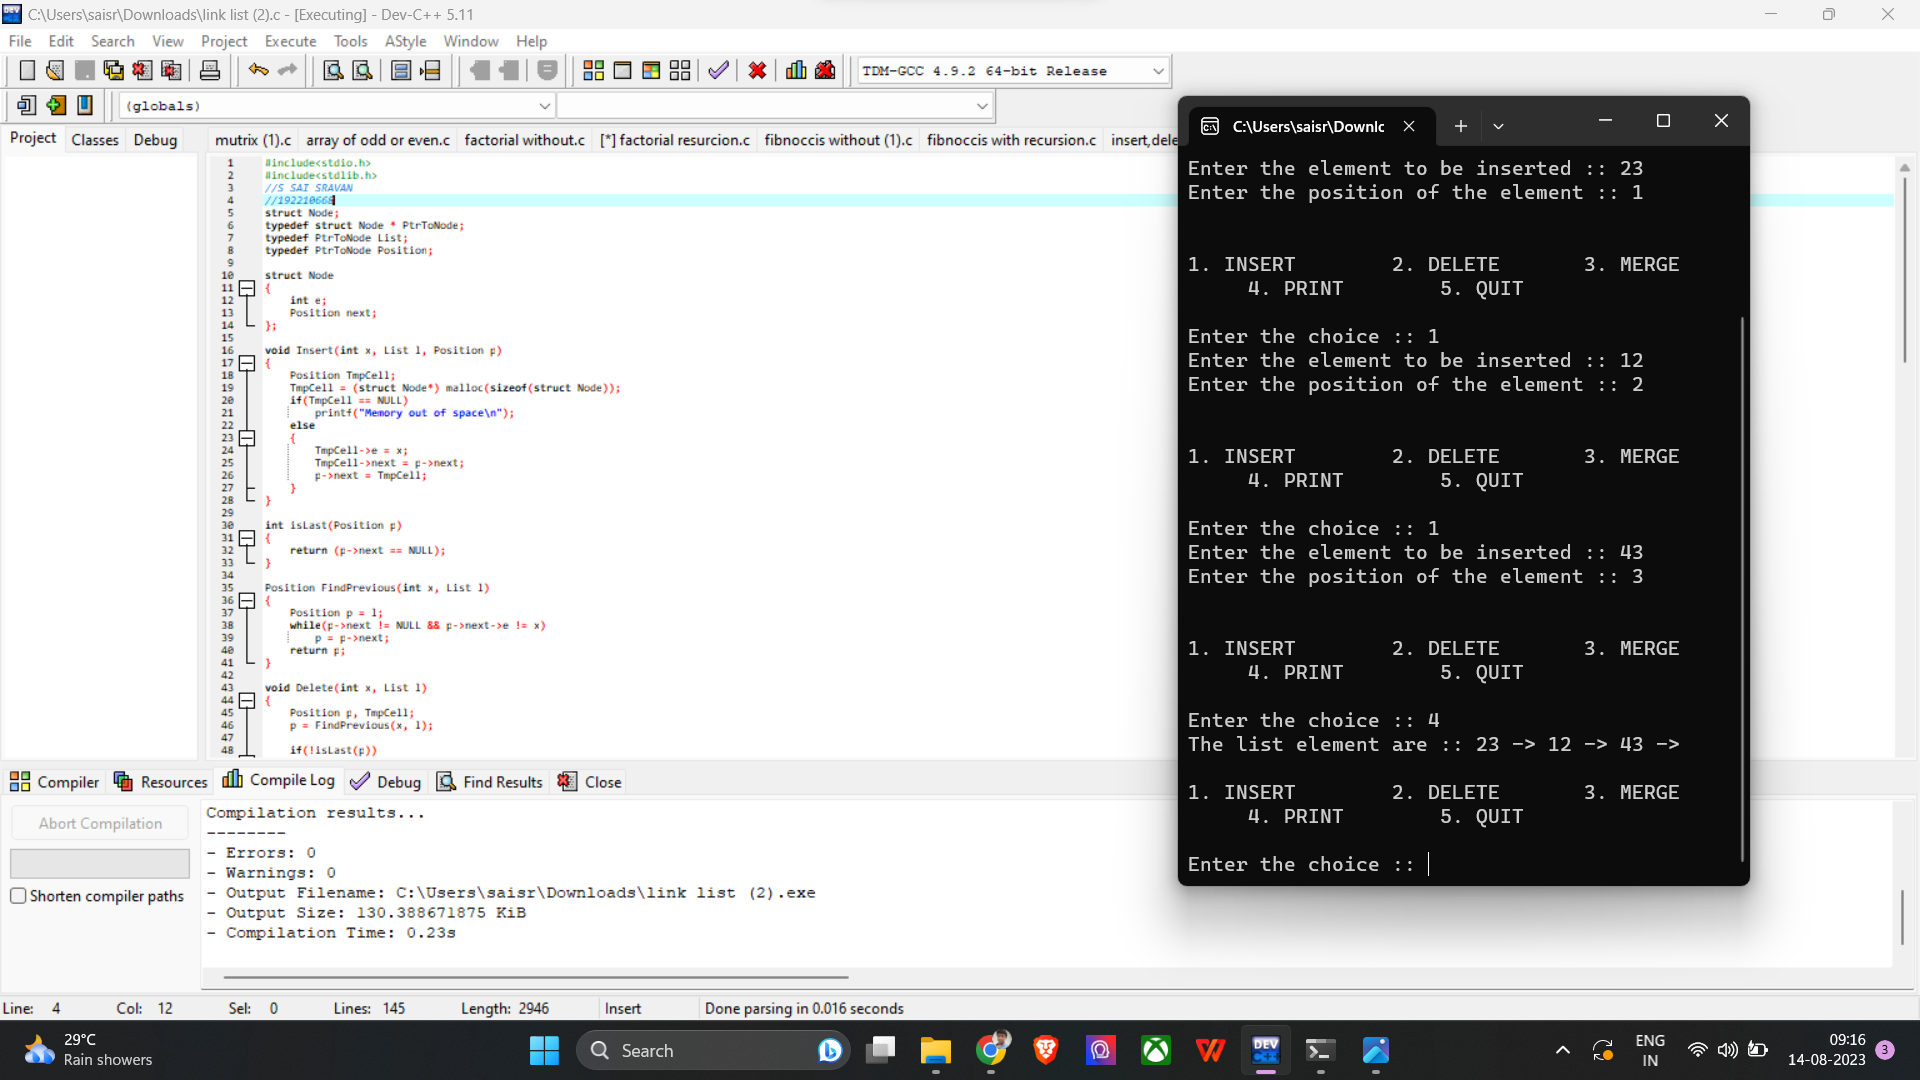 C:\Users\saisr\Downloads\link list (2).c - [Executing] - Dev-C++ 5.11
File Edit Search View Project Execute Tools AStyle Window Help
TDM-GCC 4.9.2 64-bit Release
(globals)
Project Classes Debug
mutrix (1).c array of odd or even.c factorial without.c [*] factorial resurcion.c fibnoccis without (1).c fibnoccis with recursion.c insert,dele
1 #include<stdio.h>
2 #include<stdlib.h>
3 //S SAI SRAVAN
4 //192210668
5 struct Node;
6 typedef struct Node * PtrToNode;
7 typedef PtrToNode List;
8 typedef PtrToNode Position;
9
10 struct Node
11 {
12 int e;
13 Position next;
14 };
15
16 void Insert(int x, List l, Position p)
17 {
18 Position TmpCell;
19 TmpCell = (struct Node*) malloc(sizeof(struct Node));
20 if(TmpCell == NULL)
21 printf("Memory out of space\n");
22 else
23 {
24 TmpCell->e = x;
25 TmpCell->next = p->next;
26 p->next = TmpCell;
27 }
28 }
29
30 int isLast(Position p)
31 {
32 return (p->next == NULL);
33 }
34
35 Position FindPrevious(int x, List l)
36 {
37 Position p = l;
38 while(p->next != NULL && p->next->e != x)
39 p = p->next;
40 return p;
41 }
42
43 void Delete(int x, List l)
44 {
45 Position p, TmpCell;
46 p = FindPrevious(x, l);
47
48 if(!isLast(p))
C:\Users\saisr\Downlc
Enter the element to be inserted :: 23
Enter the position of the element :: 1
1. INSERT 2. DELETE 3. MERGE
4. PRINT 5. QUIT
Enter the choice :: 1
Enter the element to be inserted :: 12
Enter the position of the element :: 2
1. INSERT 2. DELETE 3. MERGE
4. PRINT 5. QUIT
Enter the choice :: 1
Enter the element to be inserted :: 43
Enter the position of the element :: 3
1. INSERT 2. DELETE 3. MERGE
4. PRINT 5. QUIT
Enter the choice :: 4
The list element are :: 23 -> 12 -> 43 ->
1. INSERT 2. DELETE 3. MERGE
4. PRINT 5. QUIT
Enter the choice ::
Compiler Resources Compile Log Debug Find Results Close
Abort Compilation
Shorten compiler paths
Compilation results...
--------
- Errors: 0
- Warnings: 0
- Output Filename: C:\Users\saisr\Downloads\link list (2).exe
- Output Size: 130.388671875 KiB
- Compilation Time: 0.23s
Line: 4 Col: 12 Sel: 0 Lines: 145 Length: 2946 Insert Done parsing in 0.016 seconds
29°C
Rain showers
Search
DEV
C++
ENG
IN
09:16
14-08-2023
3